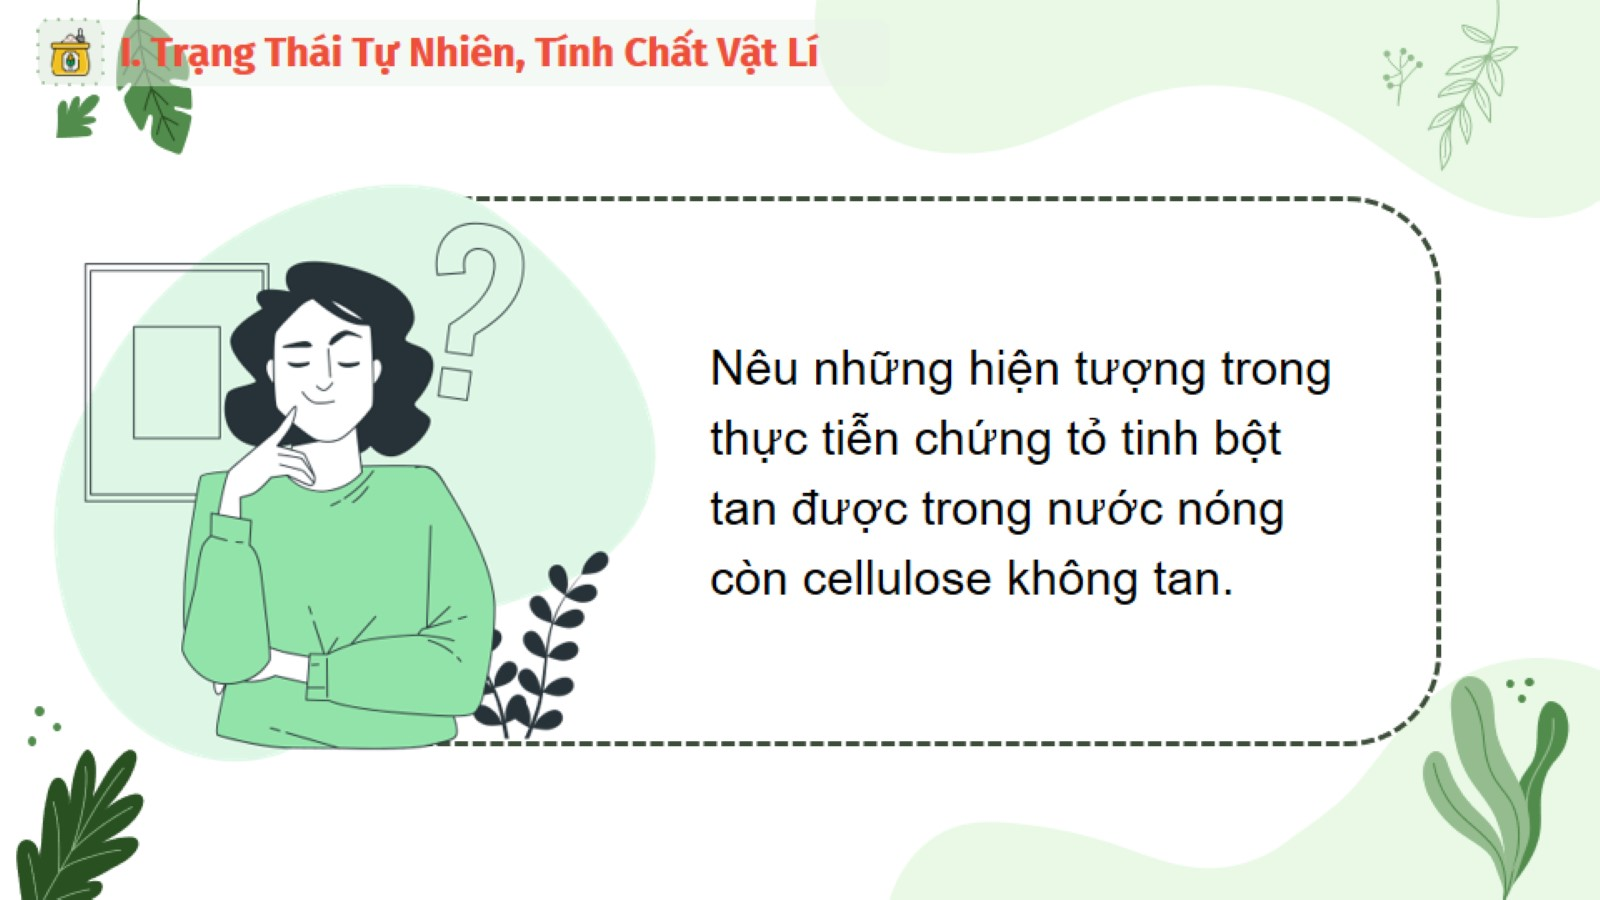 I. Trạng Thái Tự Nhiên, Tính Chất Vật Lí
?
Nêu những hiện tượng trong
thực tiễn chứng tỏ tinh bột
tan được trong nước nóng
còn cellulose không tan.